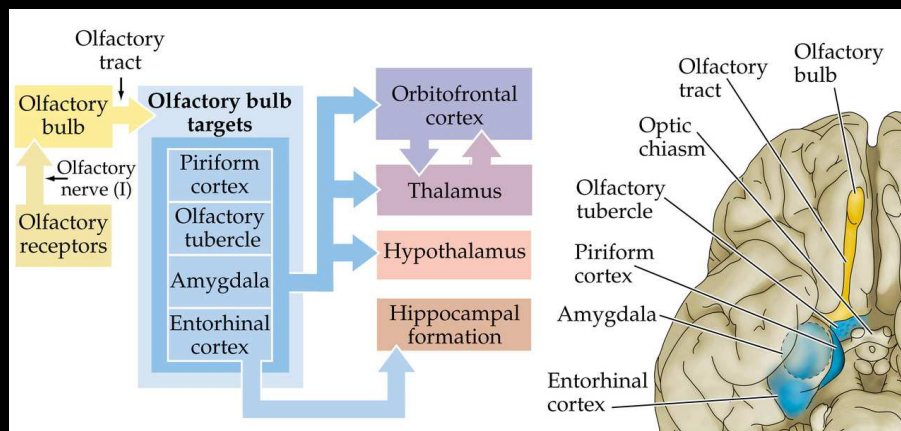 Olfactory
tract
Olfactory
bulb
Olfactory
nerve (I)
Olfactory
receptors
Olfactory bulb
targets
Piriform
cortex
Olfactory
tubercle
Amygdala
Entorhinal
cortex
Orbitofrontal
cortex
Thalamus
Hypothalamus
Hippocampal
formation
Olfactory
bulb
Olfactory
tract
Optic
chiasm
Olfactory
tubercle
Piriform
cortex
Amygdala
Entorhinal
cortex